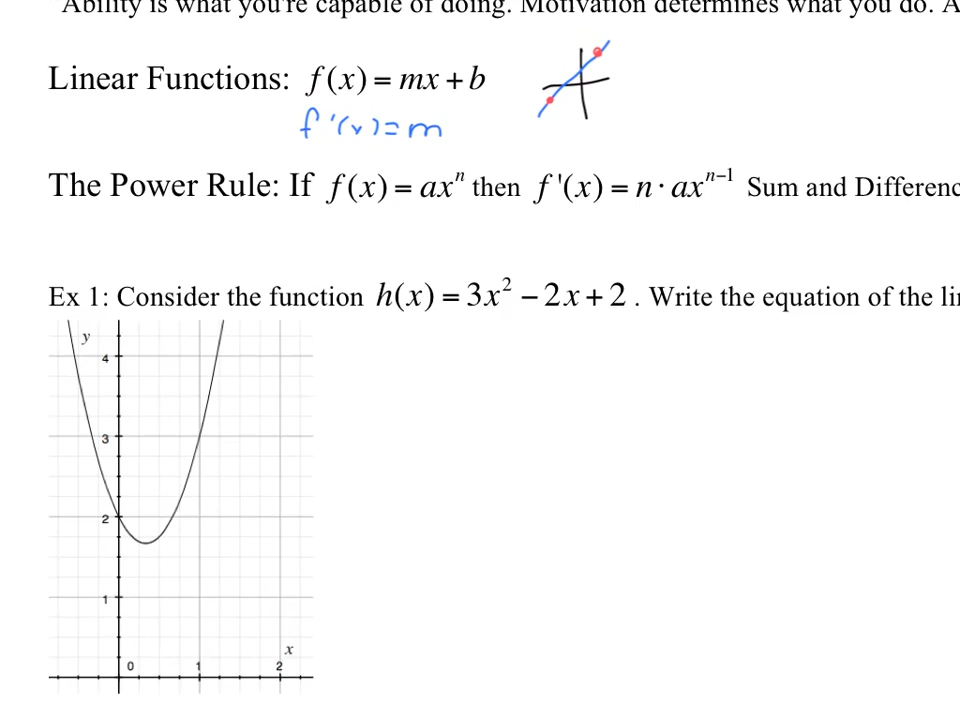 "Ability is what you're capable of doing. Motivation determines what you do. A
Linear Functions: f(x) = mx + b
f'(x) = m
The Power Rule: If f(x) = axⁿ then f'(x) = n · axⁿ⁻¹ Sum and Differenc
Ex 1: Consider the function h(x) = 3x² − 2x + 2. Write the equation of the
y
4
3
2
1
x
0 1 2